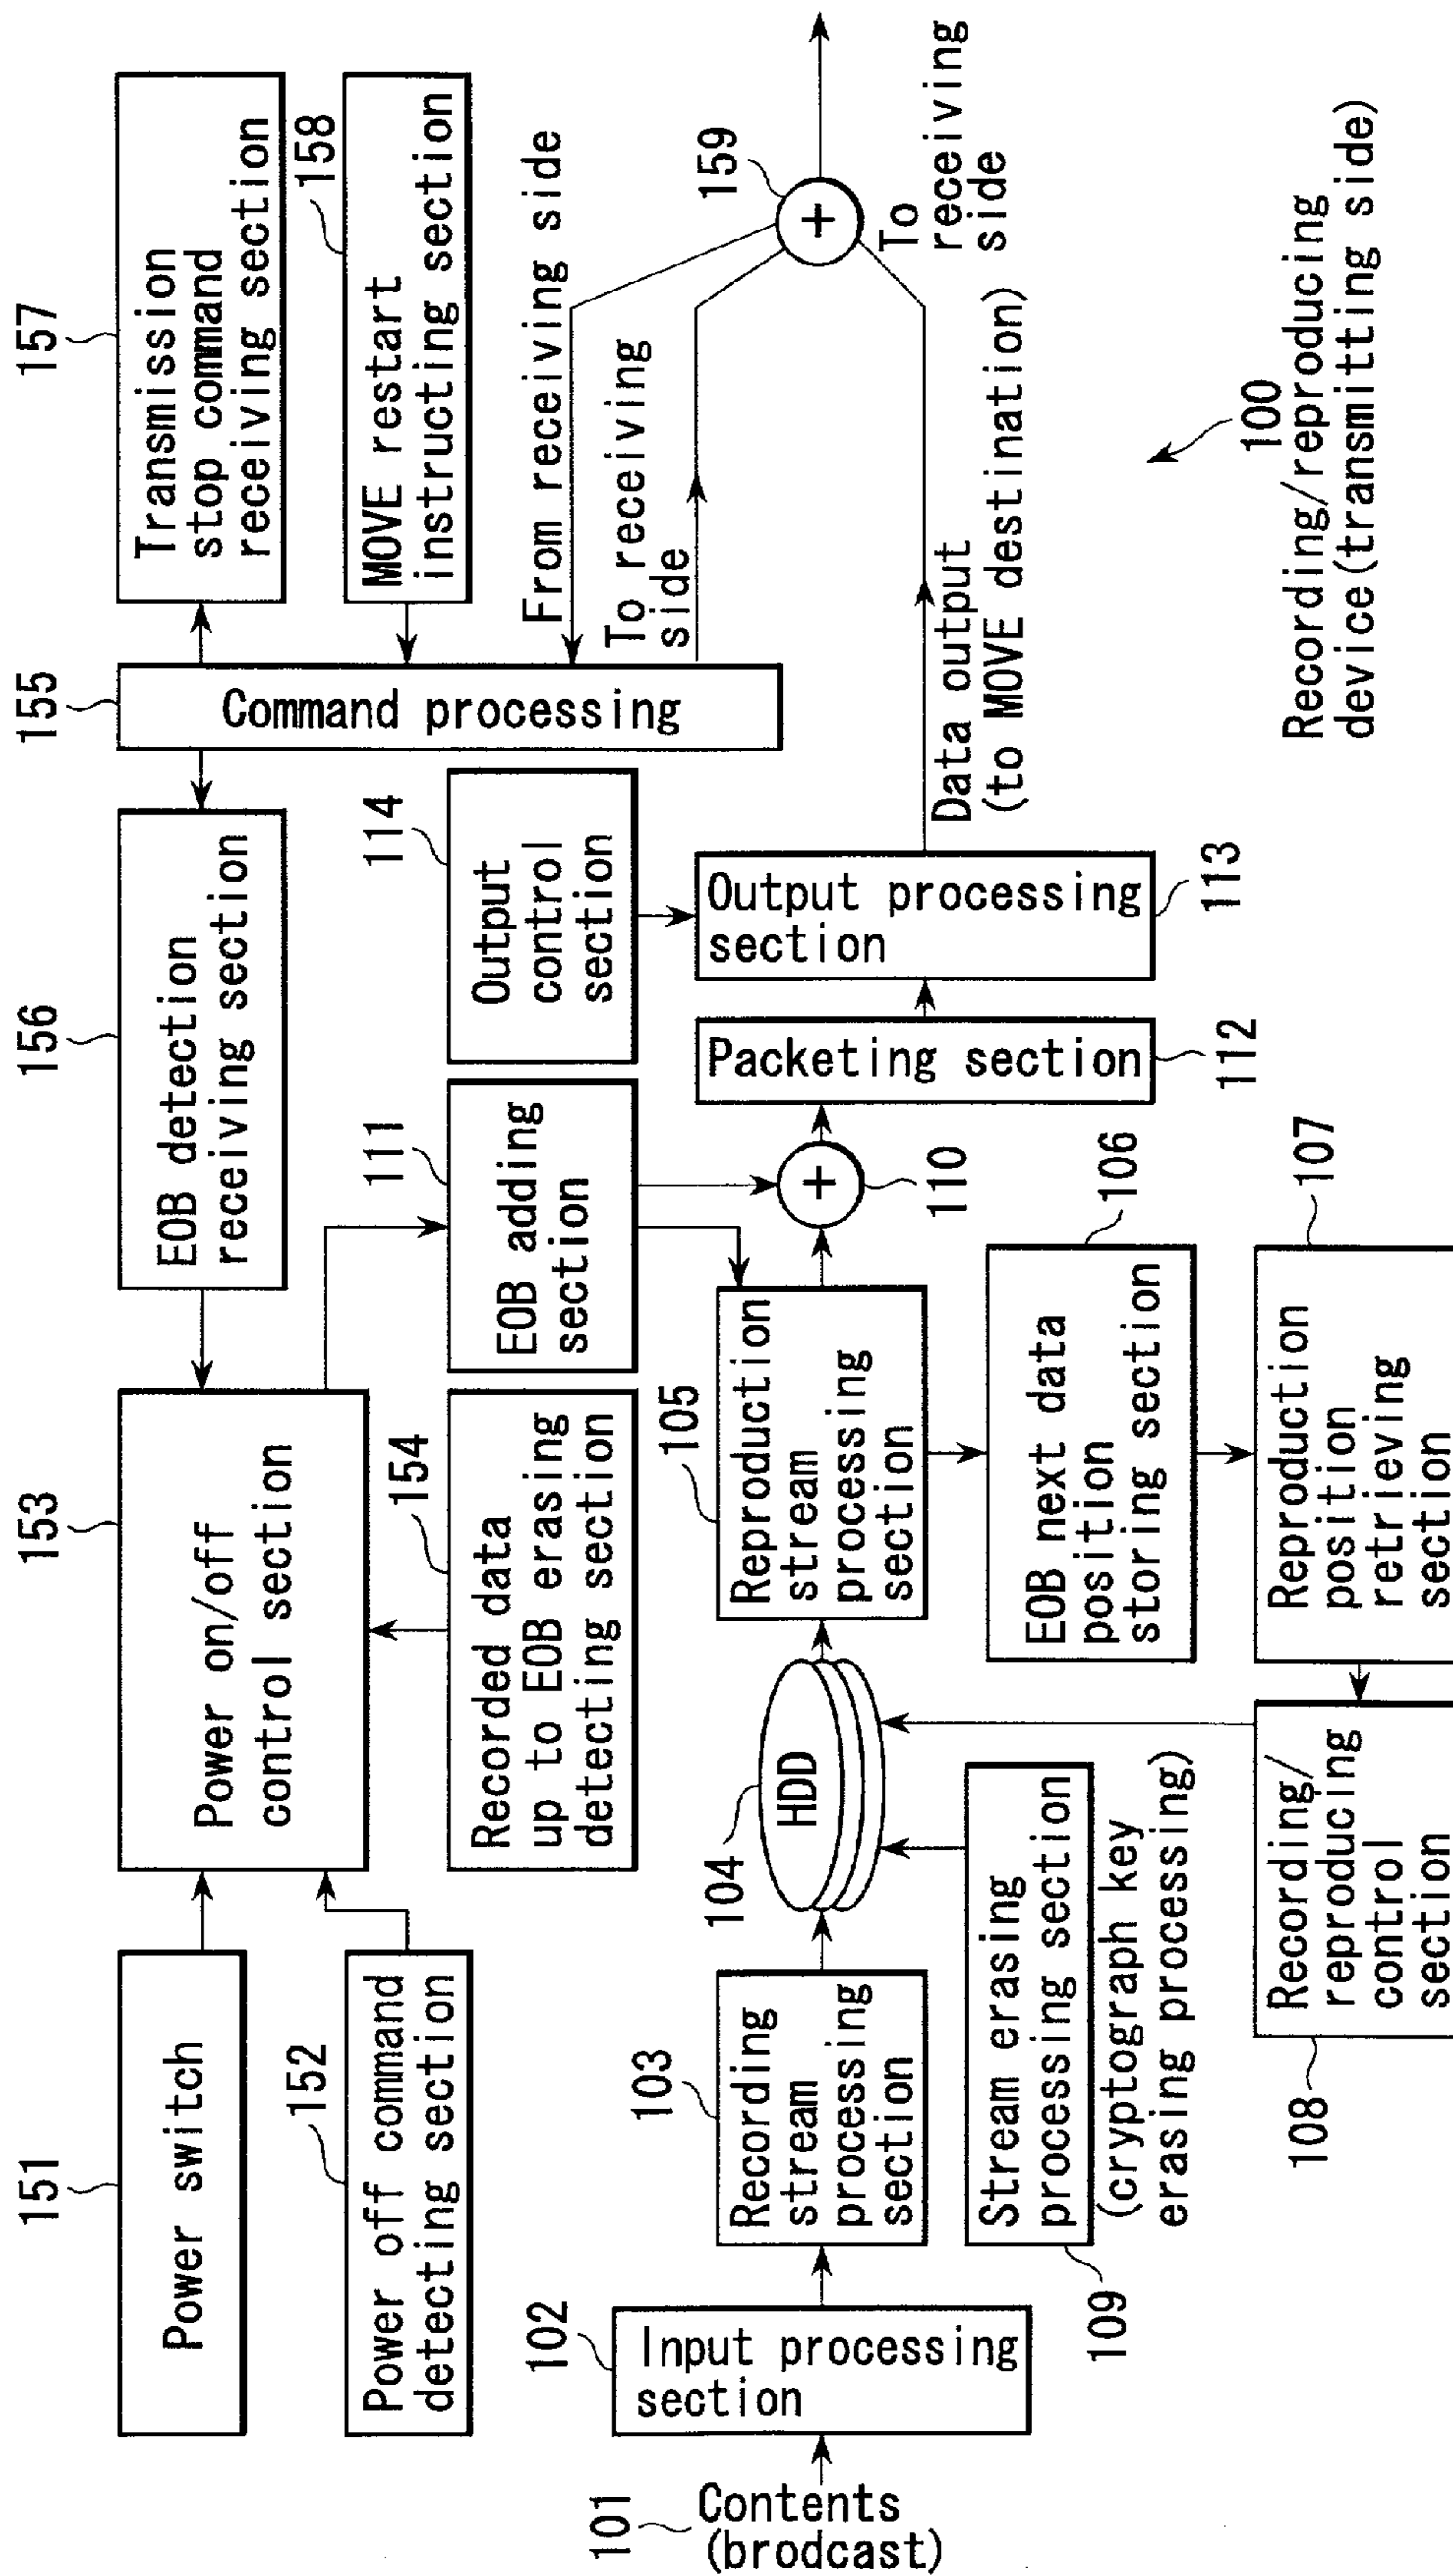 151
Power switch
152
Power off command
detecting section
153
Power on/off
control section
154
Recorded data
up to EOB erasing
detecting section
156
EOB detection
receiving section
155
Command processing
157
Transmission
stop command
receiving section
158
MOVE restart
instructing section
From receiving side
To receiving
side
111
EOB adding
section
114
Output
control
section
101
Contents
(brodcast)
102
Input processing
section
103
Recording
stream
processing
section
104
HDD
105
Reproduction
stream
processing
section
+
110
Packeting section
112
Output processing
section
113
Data output
(to MOVE destination)
159
+
To
receiving
side
109
Stream erasing
processing section
(cryptograph key
erasing processing)
EOB next data
position
storing section
106
108
Recording/
reproducing
control
section
Reproduction
position
retrieving
section
107
100
Recording/reproducing
device(transmitting side)